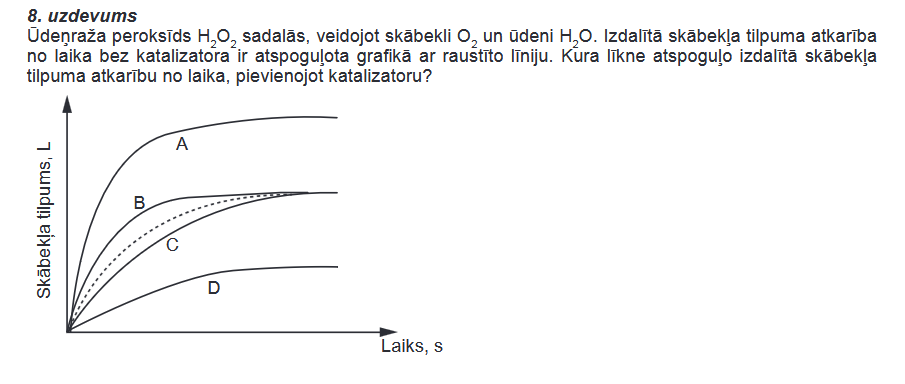 8. uzdevums
Ūdeņraža peroksīds H₂O₂ sadalās, veidojot skābekli O₂ un ūdeni H₂O. Izdalītā skābekļa tilpuma atkarība
no laika bez katalizatora ir atspoguļota grafikā ar raustīto līniju. Kura līkne atspoguļo izdalītā skābekļa
tilpuma atkarību no laika, pievienojot katalizatoru?
Skābekļa tilpums, L
A
B
C
D
Laiks, s